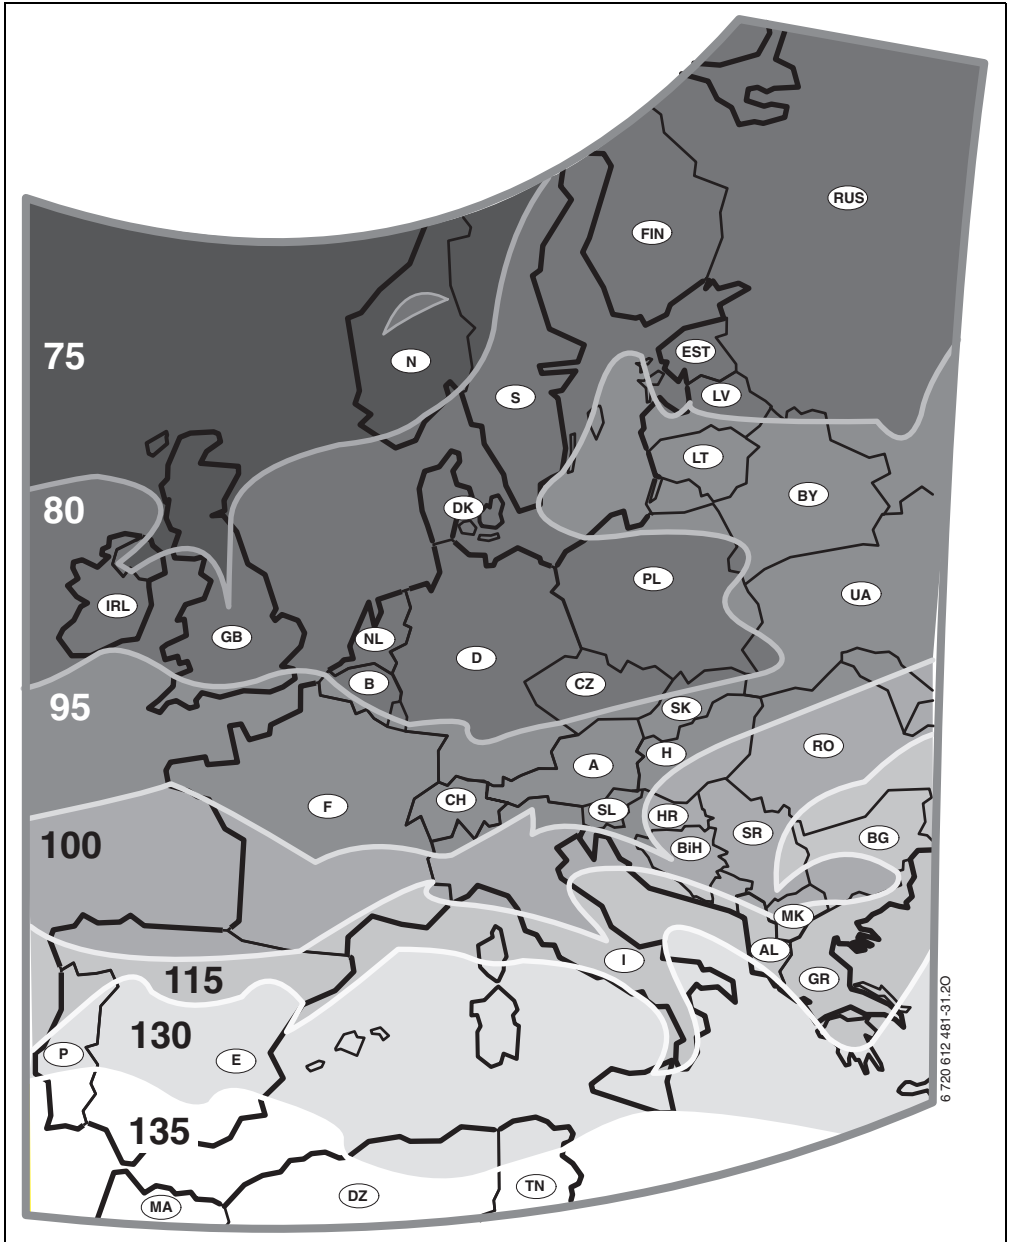 RUS
FIN
75
N
EST
S
LV
LT
80
DK
BY
PL
UA
IRL
GB
NL
D
B
CZ
95
SK
RO
H
A
CH
F
SL
HR
SR
BG
100
BiH
MK
AL
I
115
GR
130
P
E
6 720 612 481-31.2O
135
MA
DZ
TN